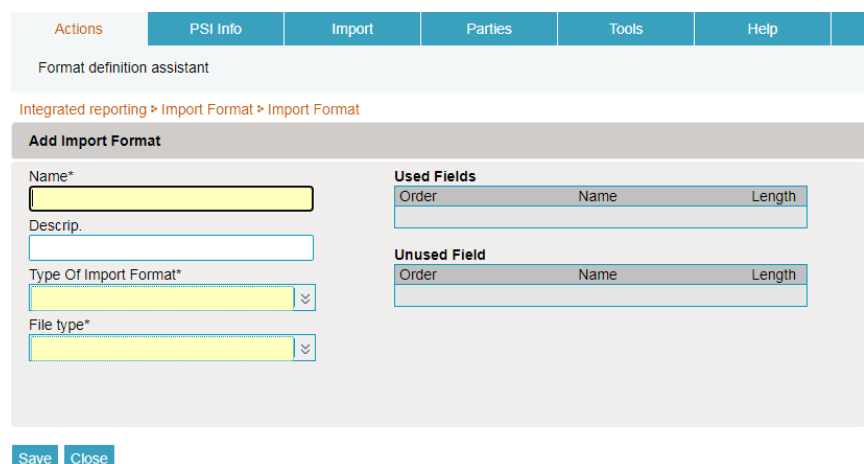 Actions PSI Info Import Parties Tools Help
Format definition assistant
Integrated reporting Import Format Import Format
Add Import Format
Name*
Used Fields
Order Name Length
Descrip.
Unused Field
Type Of Import Format*
Order Name Length
File type*
Save Close